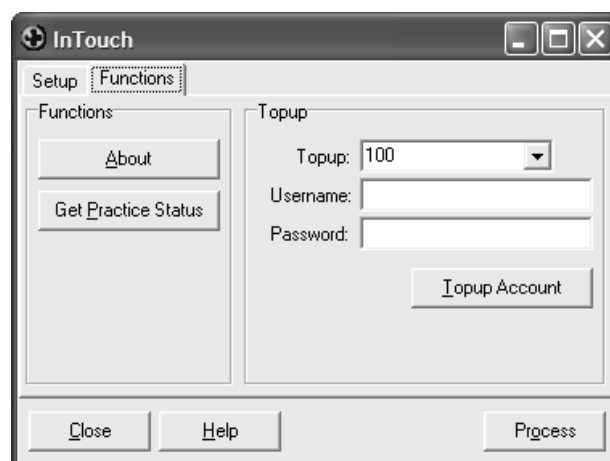 InTouch
Setup Functions
Functions
About
Get Practice Status
Topup
Topup: 100
Username:
Password:
Topup Account
Close Help Process